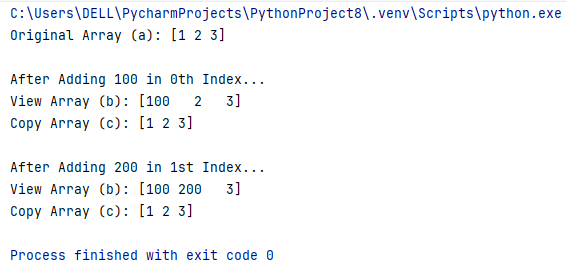 C:\Users\DELL\PycharmProjects\PythonProject8\.venv\Scripts\python.exe
Original Array (a): [1 2 3]
After Adding 100 in 0th Index...
View Array (b): [100   2   3]
Copy Array (c): [1 2 3]
After Adding 200 in 1st Index...
View Array (b): [100 200   3]
Copy Array (c): [1 2 3]
Process finished with exit code 0